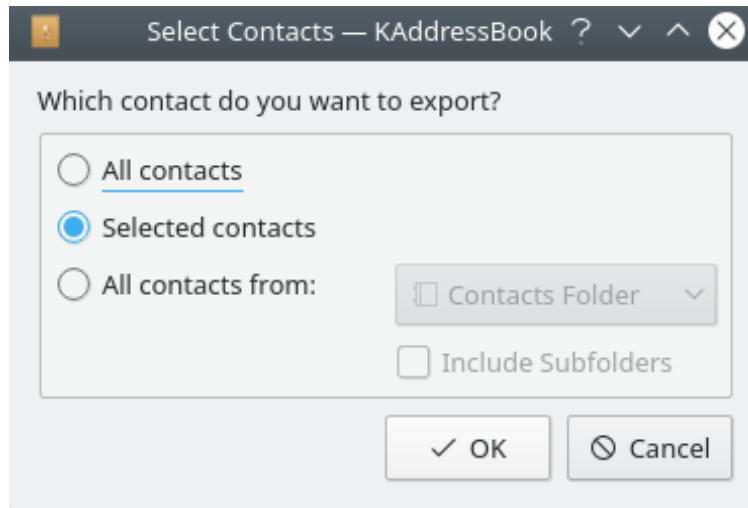 Select Contacts — KAddressBook
Which contact do you want to export?
All contacts
Selected contacts
All contacts from:
Contacts Folder
Include Subfolders
OK
Cancel